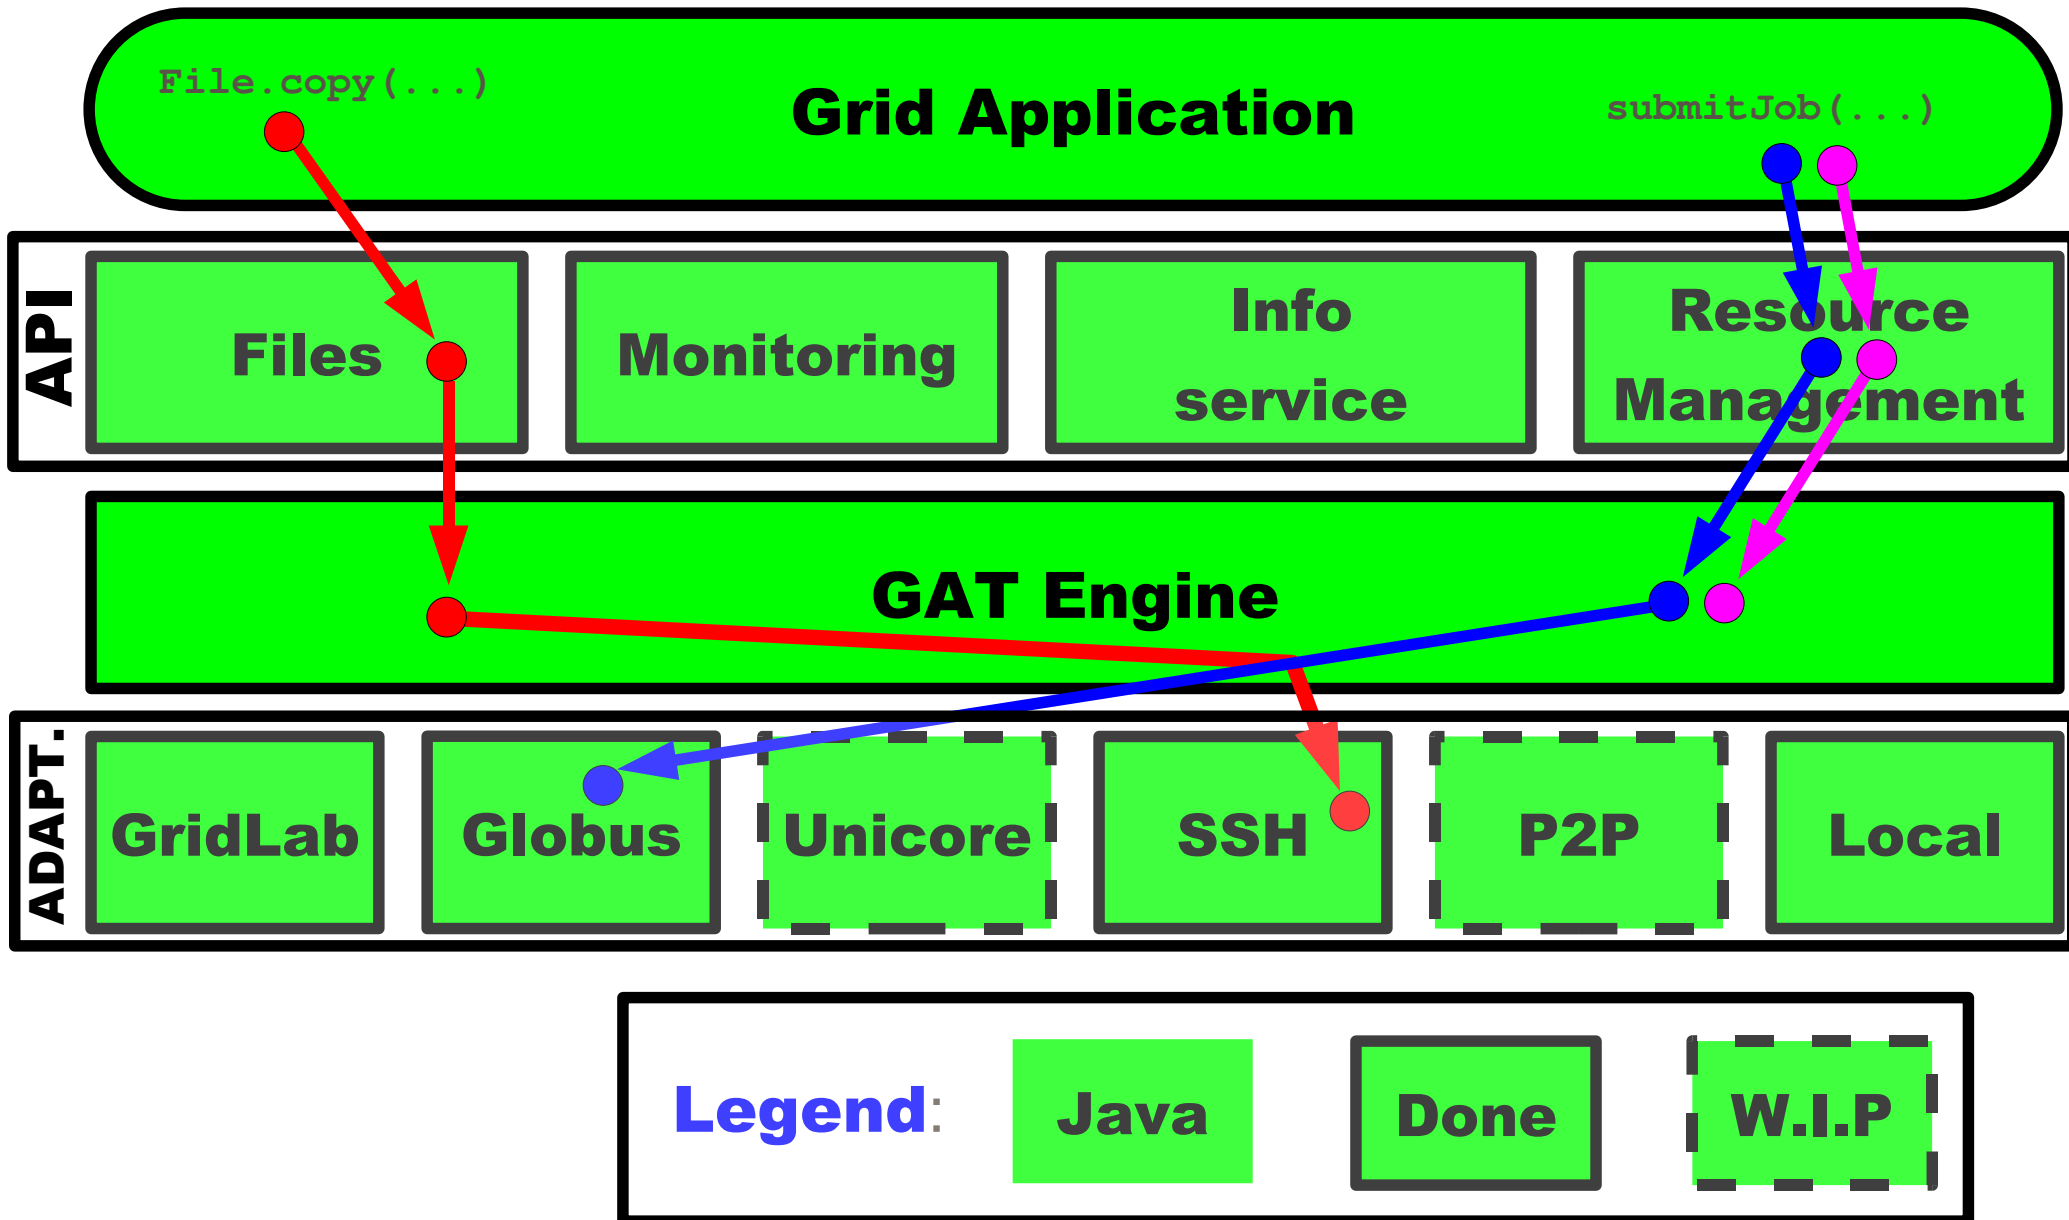 File.copy(...)
Grid Application
submitJob(...)
API
Files
Monitoring
Info
service
Resource
Management
GAT Engine
ADAPT.
GridLab
Globus
Unicore
SSH
P2P
Local
Legend:
Java
Done
W.I.P